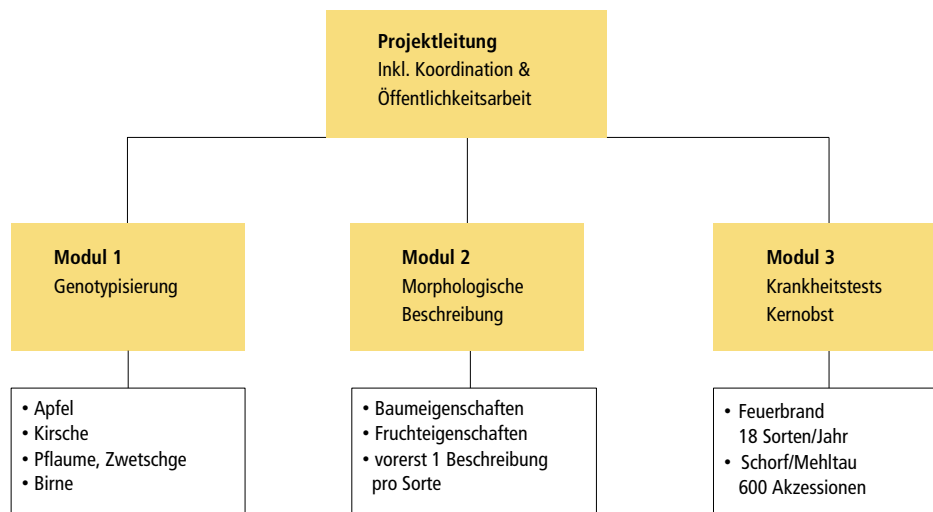 Projektleitung
Inkl. Koordination &
Öffentlichkeitsarbeit
Modul 1
Genotypisierung
Modul 2
Morphologische
Beschreibung
Modul 3
Krankheitstests
Kernobst
• Apfel
• Kirsche
• Pflaume, Zwetschge
• Birne
• Baumeigenschaften
• Fruchteigenschaften
• vorerst 1 Beschreibung
pro Sorte
• Feuerbrand
18 Sorten/Jahr
• Schorf/Mehltau
600 Akzessionen